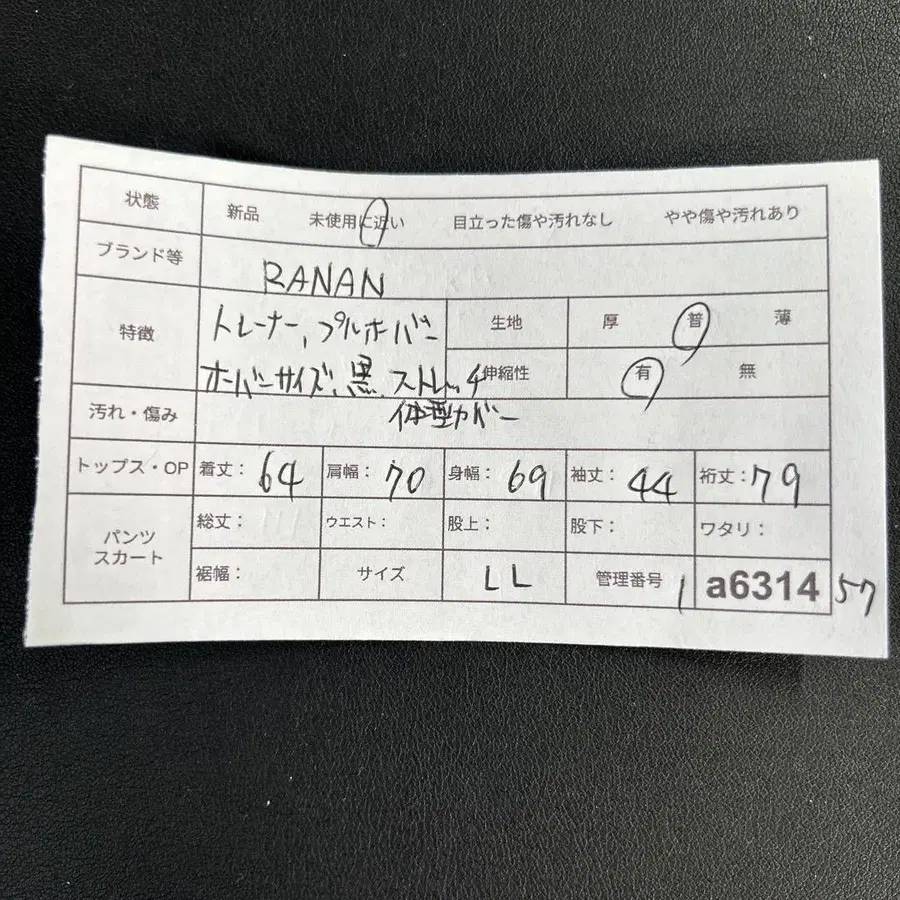 状態 新品 未使用に近い 目立った傷や汚れなし やや傷や汚れあり
ブランド等 RANAN
特徴 トレーナー、プルオーバー 生地 厚 普 薄
オーバーサイズ、黒、ストレッチ 伸縮性 有 無
体型カバー
汚れ・傷み
トップス・OP 着丈: 64 肩幅: 70 身幅: 69 袖丈: 44 裄丈: 79
パンツ スカート 総丈: ウエスト: 股上: 股下: ワタリ:
裾幅: サイズ LL 管理番号 1 a6314 57